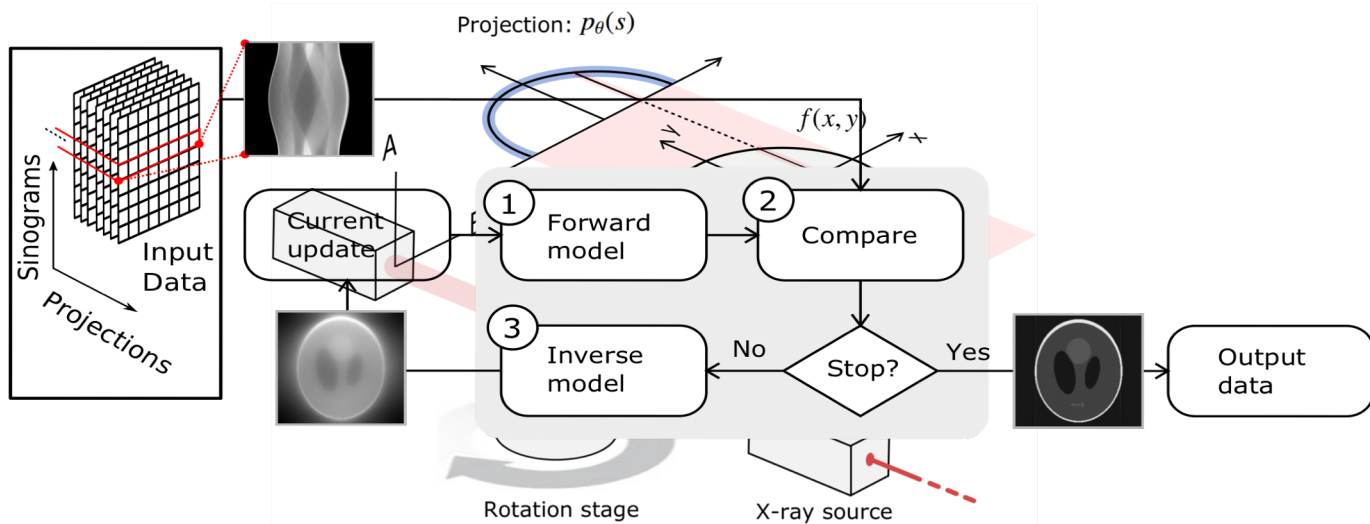 Projection: pθ(s)
f(x, y)
y
x
A
Sinograms
Input
Data
Projections
Current
update
1
Forward
model
2
Compare
3
Inverse
model
No
Stop?
Yes
Output
data
Rotation stage
X-ray source